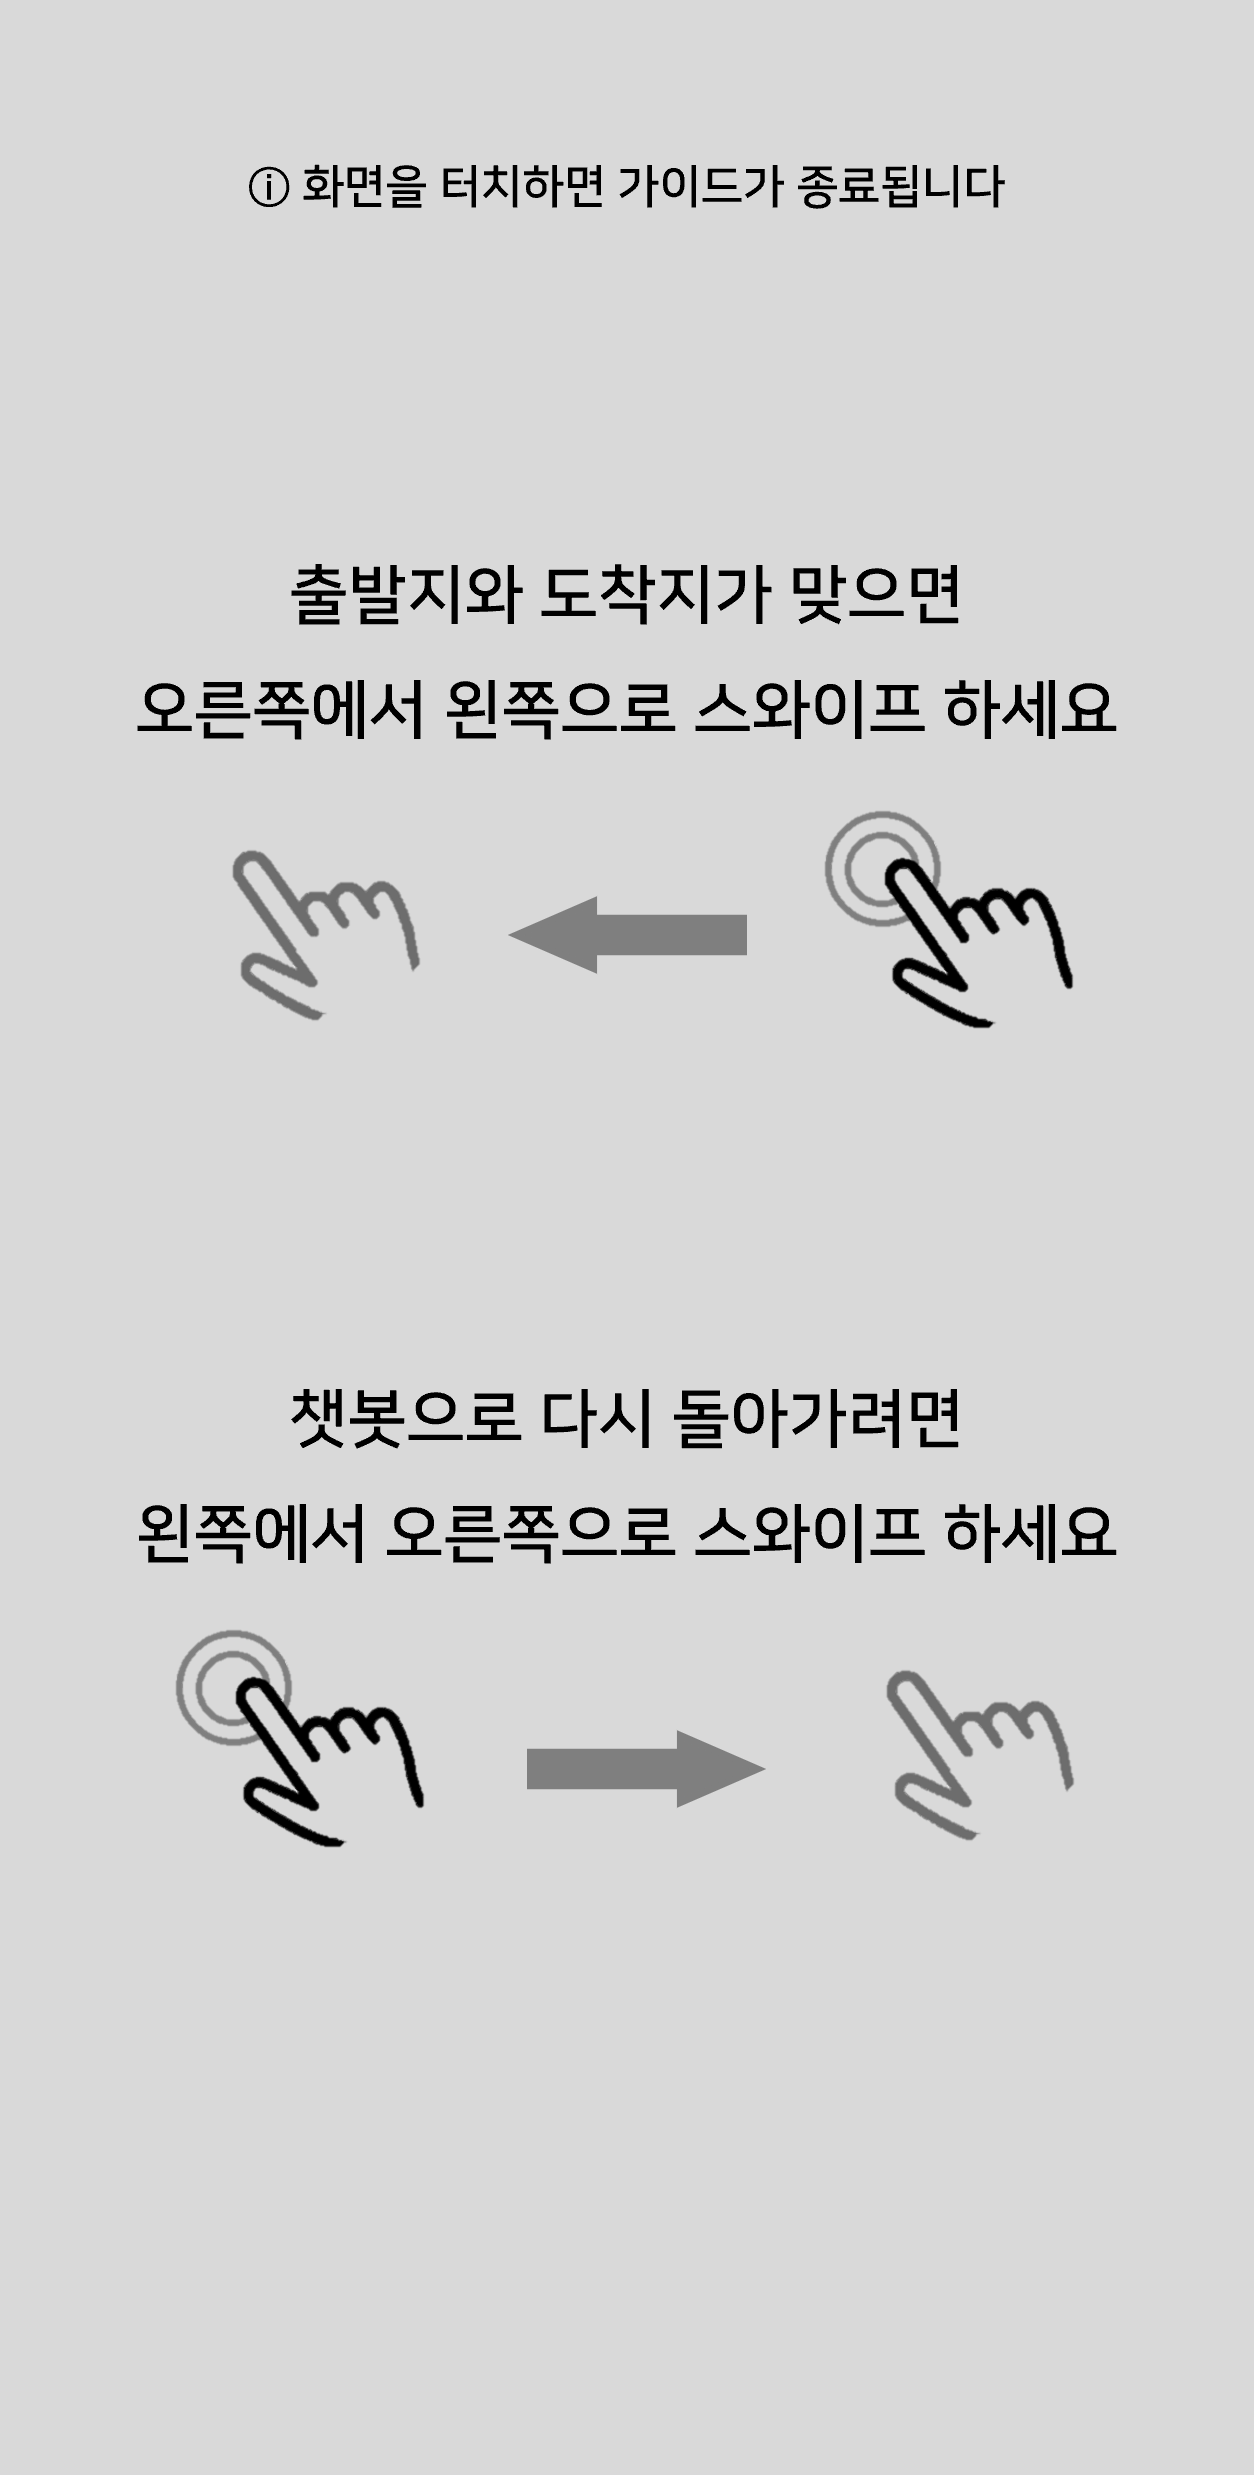 ⓘ 화면을 터치하면 가이드가 종료됩니다
출발지와 도착지가 맞으면
오른쪽에서 왼쪽으로 스와이프 하세요
챗봇으로 다시 돌아가려면
왼쪽에서 오른쪽으로 스와이프 하세요